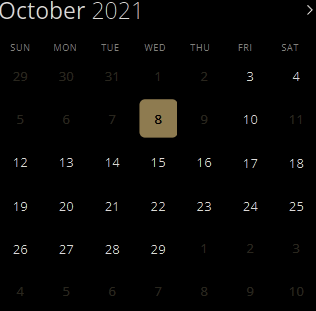 October 2021
SUN MON TUE WED THU FRI SAT
29 30 31 1 2 3 4
5 6 7 8 9 10 11
12 13 14 15 16 17 18
19 20 21 22 23 24 25
26 27 28 29 1 2 3
4 5 6 7 8 9 10